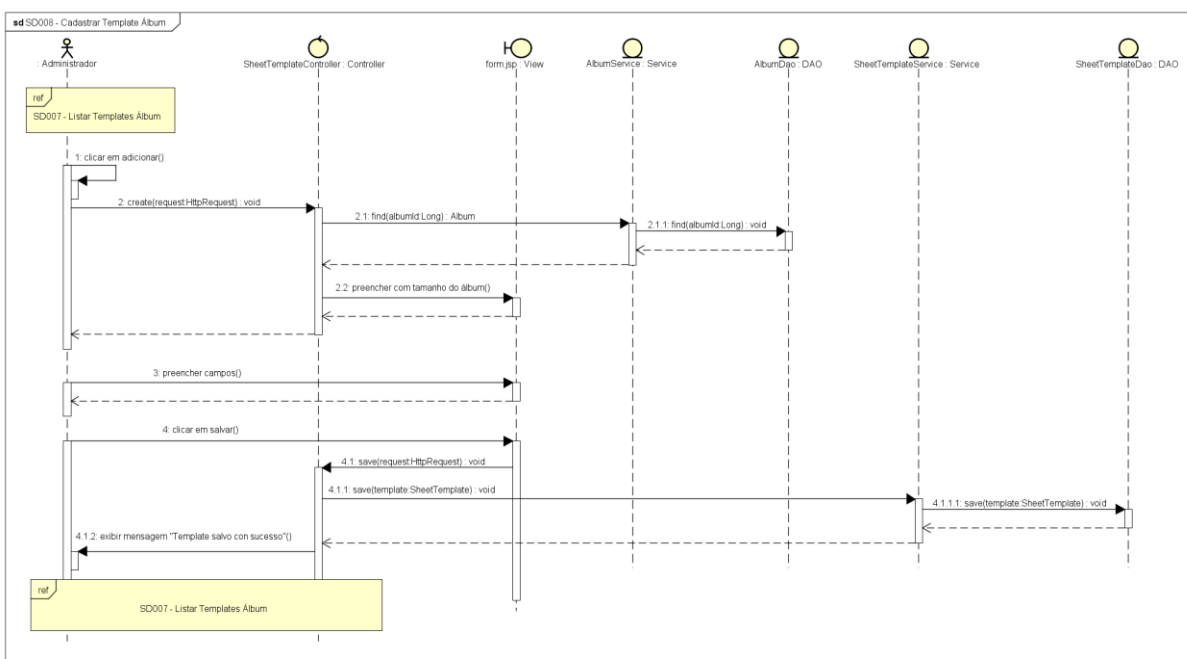 sd SD008 - Cadastrar Template Álbum
: Administrador
SheetTemplateController : Controller
form.jsp : View
AlbumService : Service
AlbumDao : DAO
SheetTemplateService : Service
SheetTemplateDao : DAO
ref
SD007 - Listar Templates Álbum
1: clicar em adicionar()
2: create(request:HttpRequest) : void
2.1: find(albumId:Long) : Album
2.1.1: find(albumId:Long) : void
2.2: preencher com tamanho do álbum()
3: preencher campos()
4: clicar em salvar()
4.1: save(request:HttpRequest) : void
4.1.1: save(template:SheetTemplate) : void
4.1.1.1: save(template:SheetTemplate) : void
4.1.2: exibir mensagem "Template salvo con sucesso"()
ref
SD007 - Listar Templates Álbum